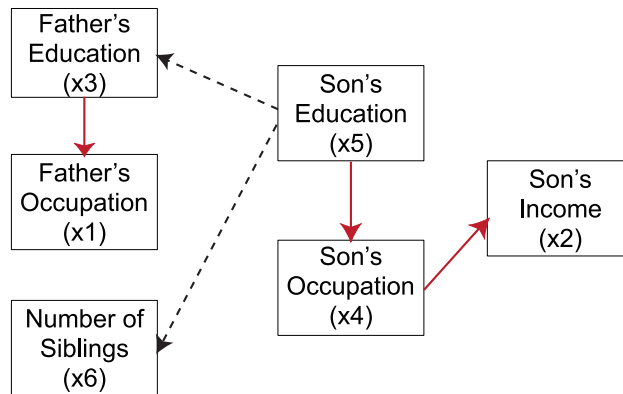 Father’s
Education
(x3)
Father’s
Occupation
(x1)
Number of
Siblings
(x6)
Son’s
Education
(x5)
Son’s
Occupation
(x4)
Son’s
Income
(x2)